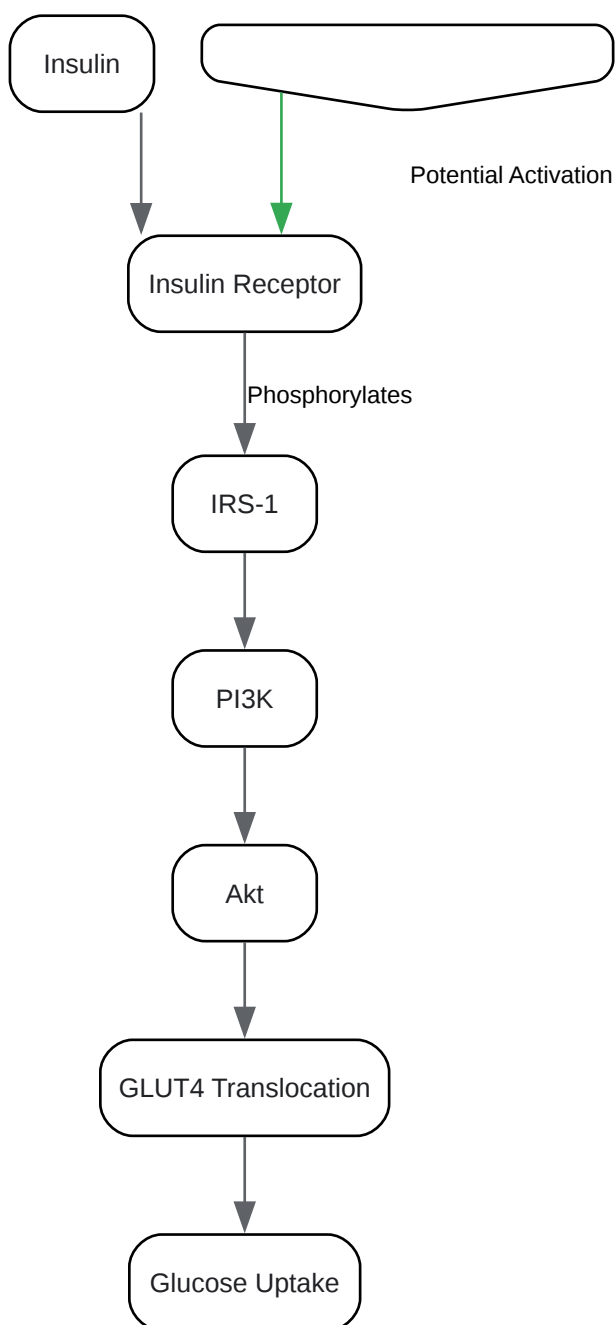 Insulin
Potential Activation
Insulin Receptor
Phosphorylates
IRS-1
PI3K
Akt
GLUT4 Translocation
Glucose Uptake